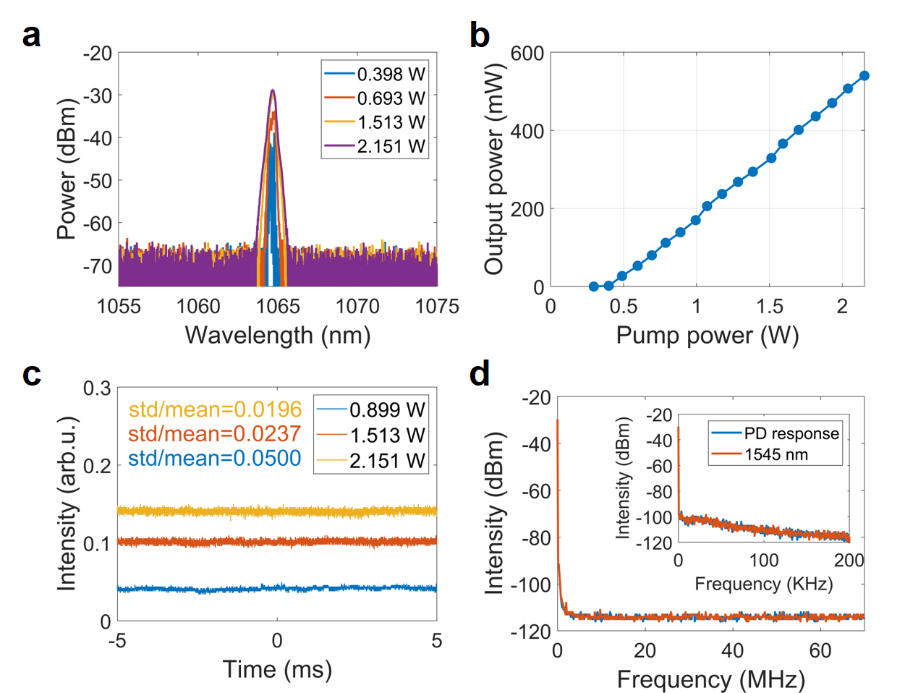 a
-20
-30
-40
-50
-60
-70
Power (dBm)
0.398 W
0.693 W
1.513 W
2.151 W
1055
1060
1065
1070
1075
Wavelength (nm)
b
600
400
200
0
Output power (mW)
0
0.5
1
1.5
2
Pump power (W)
c
0.3
0.2
0.1
0
Intensity (arb.u.)
std/mean=0.0196
std/mean=0.0237
std/mean=0.0500
0.899 W
1.513 W
2.151 W
-5
0
5
Time (ms)
d
-20
-40
-60
-80
-100
-120
Intensity (dBm)
-20
-40
-60
-80
-100
-120
Intensity (dBm)
PD response
1545 nm
0
100
200
Frequency (KHz)
0
20
40
60
Frequency (MHz)